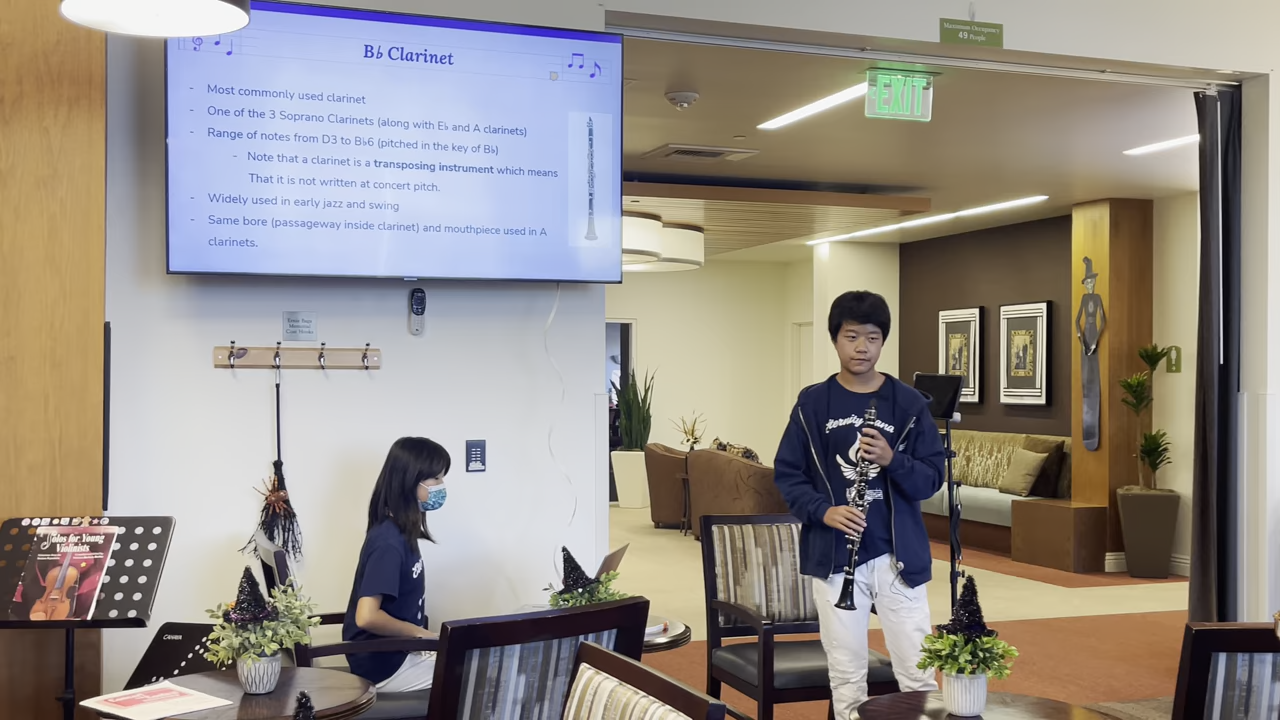 Maximum Occupancy
49 People
EXIT
B♭ Clarinet
- Most commonly used clarinet
- One of the 3 Soprano Clarinets (along with E♭ and A clarinets)
- Range of notes from D3 to B♭6 (pitched in the key of B♭)
- Note that a clarinet is a transposing instrument which means
That it is not written at concert pitch.
- Widely used in early jazz and swing
- Same bore (passageway inside clarinet) and mouthpiece used in A
clarinets.
Memorial
Solos for Young
Violinists
CAHAYA